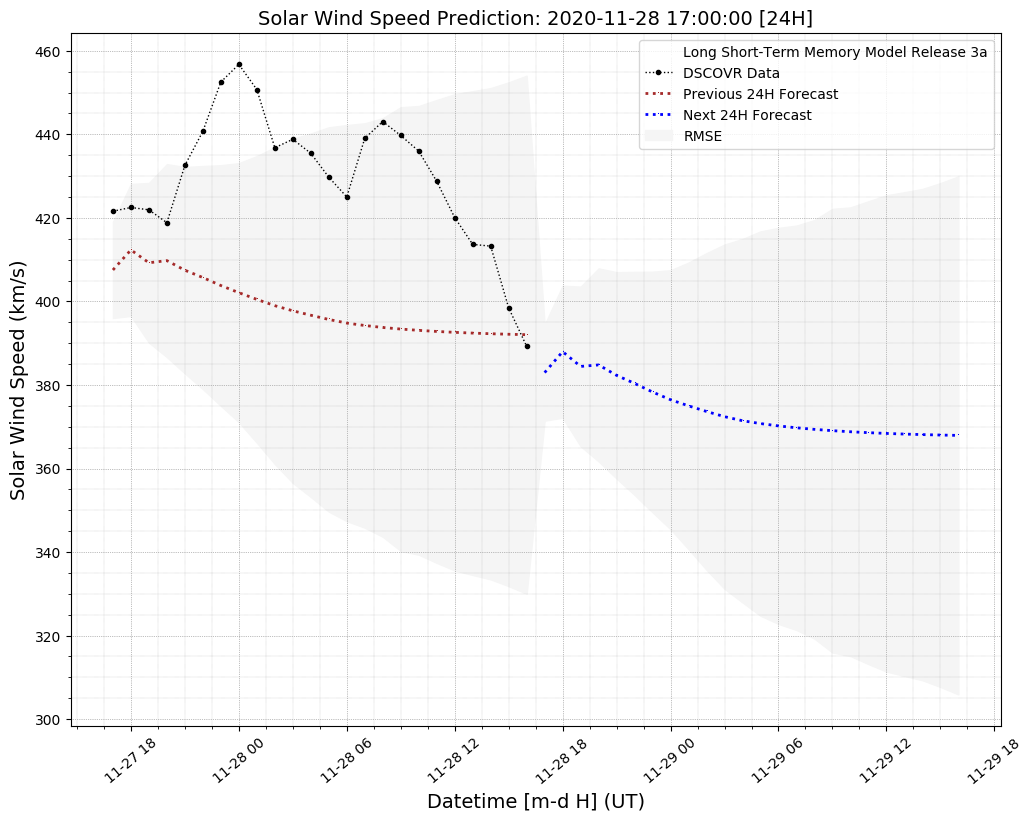 Solar Wind Speed Prediction: 2020-11-28 17:00:00 [24H]
Long Short-Term Memory Model Release 3a
DSCOVR Data
Previous 24H Forecast
Next 24H Forecast
RMSE
Solar Wind Speed (km/s)
460
440
420
400
380
360
340
320
300
11-27 18
11-28 00
11-28 06
11-28 12
11-28 18
11-29 00
11-29 06
11-29 12
11-29 18
Datetime [m-d H] (UT)